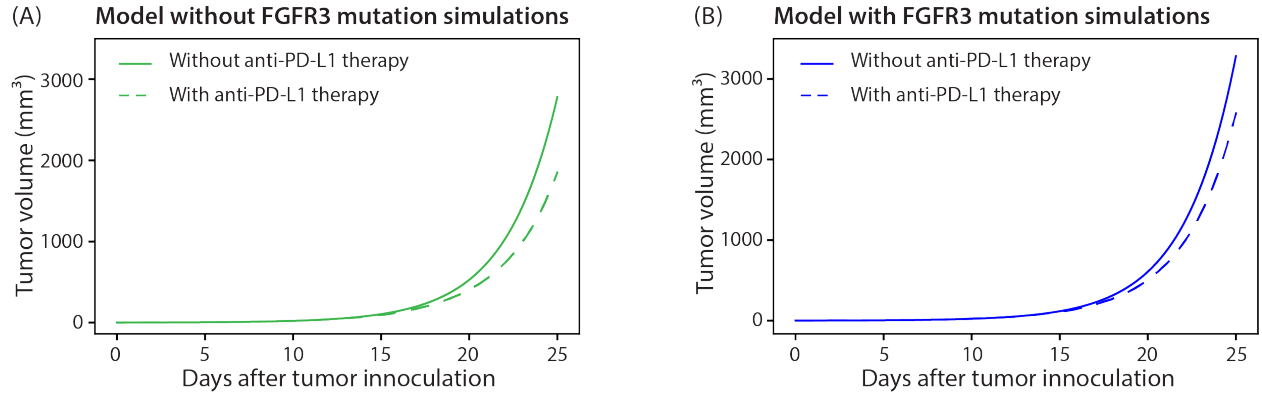 (A) Model without FGFR3 mutation simulations
Without anti-PD-L1 therapy
With anti-PD-L1 therapy
Tumor volume (mm³)
3000
2000
1000
0
0 5 10 15 20 25
Days after tumor innoculation
(B) Model with FGFR3 mutation simulations
Without anti-PD-L1 therapy
With anti-PD-L1 therapy
Tumor volume (mm³)
3000
2000
1000
0
0 5 10 15 20 25
Days after tumor innoculation